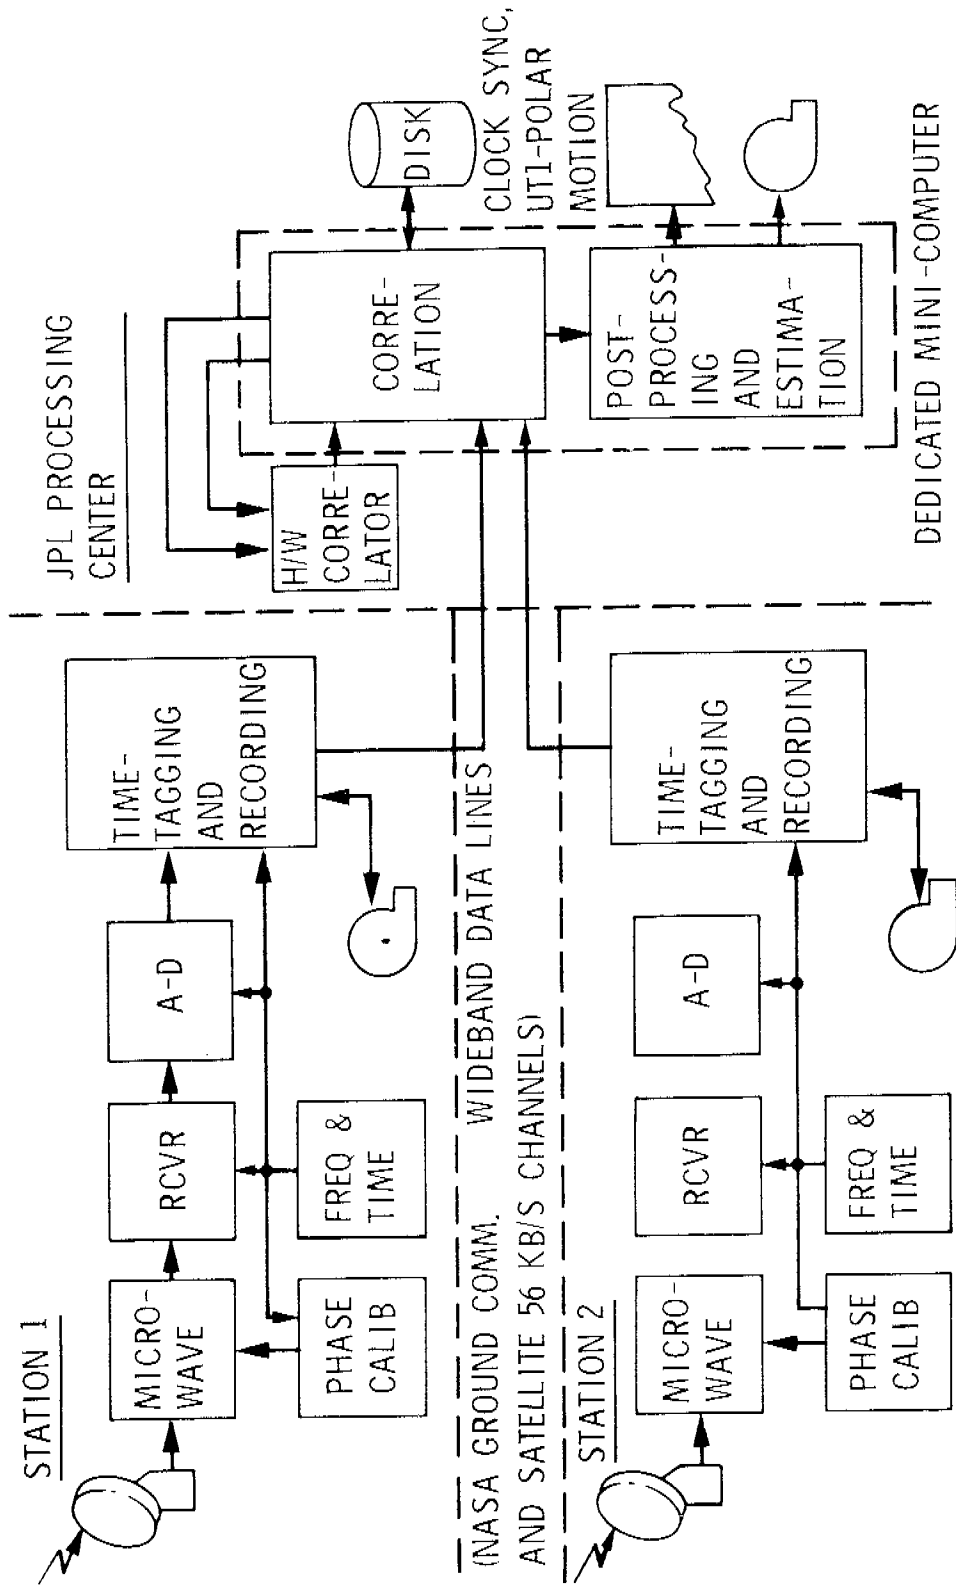 STATION 1
MICRO-
WAVE
RCVR
A-D
TIME-
TAGGING
AND
RECORDING
PHASE
CALIB
FREQ &
TIME
(NASA GROUND COMM. WIDEBAND DATA LINES
AND SATELLITE 56 KB/S CHANNELS)
STATION 2
MICRO-
WAVE
RCVR
A-D
TIME-
TAGGING
AND
RECORDING
PHASE
CALIB
FREQ &
TIME
JPL PROCESSING
CENTER
H/W
CORRE-
LATOR
CORRE-
LATION
DISK
CLOCK SYNC,
UT1-POLAR
MOTION
POST-
PROCESS-
ING AND
ESTIMA-
TION
DEDICATED MINI-COMPUTER